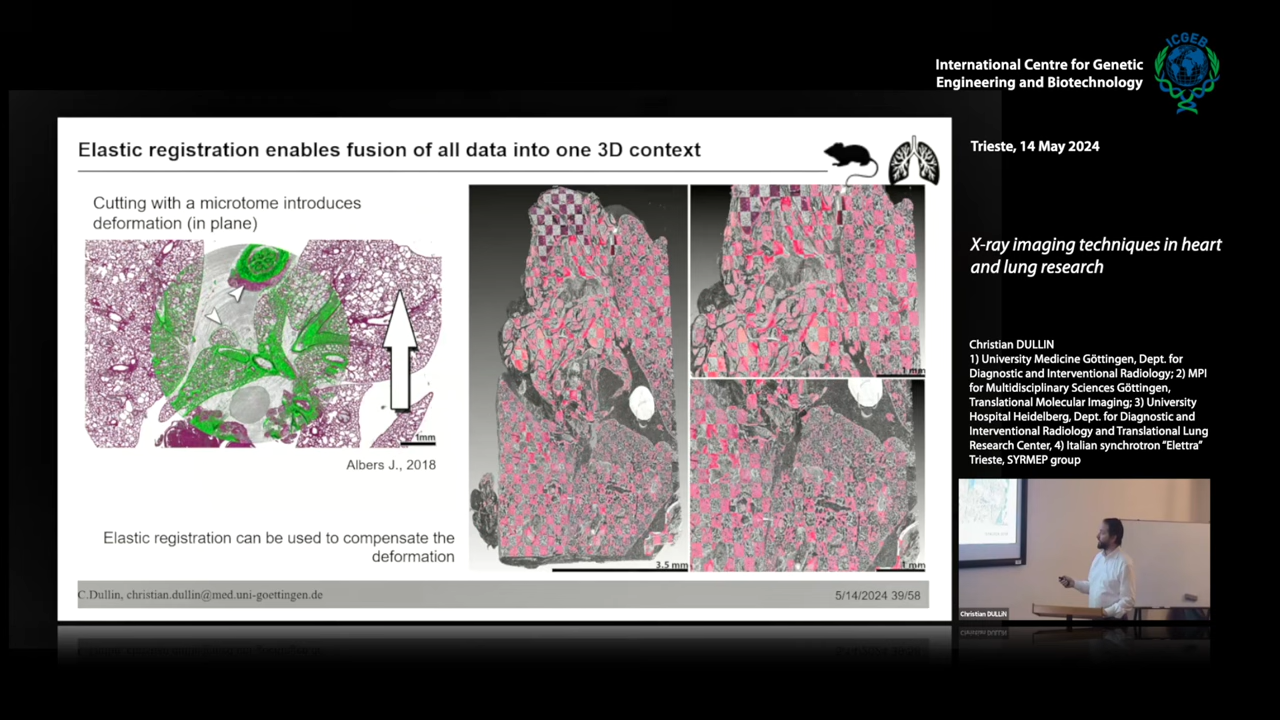 ICGEB
International Centre for Genetic
Engineering and Biotechnology
Trieste, 14 May 2024
X-ray imaging techniques in heart
and lung research
Christian DULLIN
1) University Medicine Göttingen, Dept. for
Diagnostic and Interventional Radiology; 2) MPI
for Multidisciplinary Sciences Göttingen,
Translational Molecular Imaging; 3) University
Hospital Heidelberg, Dept. for Diagnostic and
Interventional Radiology and Translational Lung
Research Center, 4) Italian synchrotron “Elettra”
Trieste, SYRMEP group
Christian DULLiN
Elastic registration enables fusion of all data into one 3D context
Cutting with a microtome introduces
deformation (in plane)
1mm
Albers J., 2018
Elastic registration can be used to compensate the
deformation
3.5 mm
1 mm
1 mm
C.Dullin, christian.dullin@med.uni-goettingen.de
5/14/2024 39/58